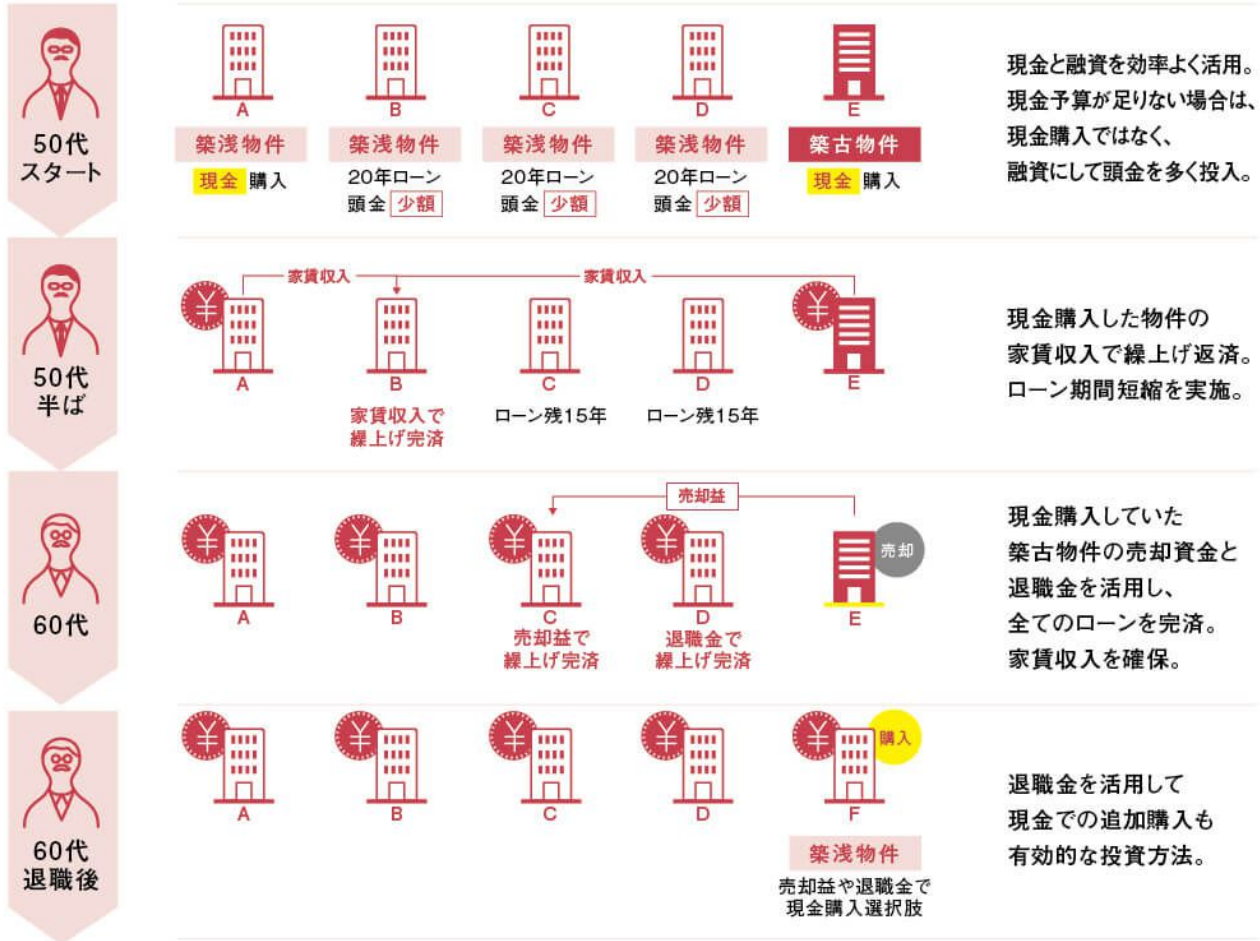 50代
スタート
A
B
C
D
E
築浅物件
築浅物件
築浅物件
築浅物件
築古物件
現金 購入
20年ローン
頭金 少額
20年ローン
頭金 少額
20年ローン
頭金 少額
現金 購入
現金と融資を効率よく活用。
現金予算が足りない場合は、
現金購入ではなく、
融資にして頭金を多く投入。
50代
半ば
家賃収入
家賃収入
¥
¥
A
B
C
D
E
家賃収入で
繰上げ完済
ローン残15年
ローン残15年
現金購入した物件の
家賃収入で繰上げ返済。
ローン期間短縮を実施。
60代
売却益
¥
¥
¥
¥
売却
A
B
C
D
E
売却益で
繰上げ完済
退職金で
繰上げ完済
現金購入していた
築古物件の売却資金と
退職金を活用し、
全てのローンを完済。
家賃収入を確保。
60代
退職後
¥
¥
¥
¥
¥
購入
A
B
C
D
F
築浅物件
売却益や退職金で
現金購入選択肢
退職金を活用して
現金での追加購入も
有効的な投資方法。